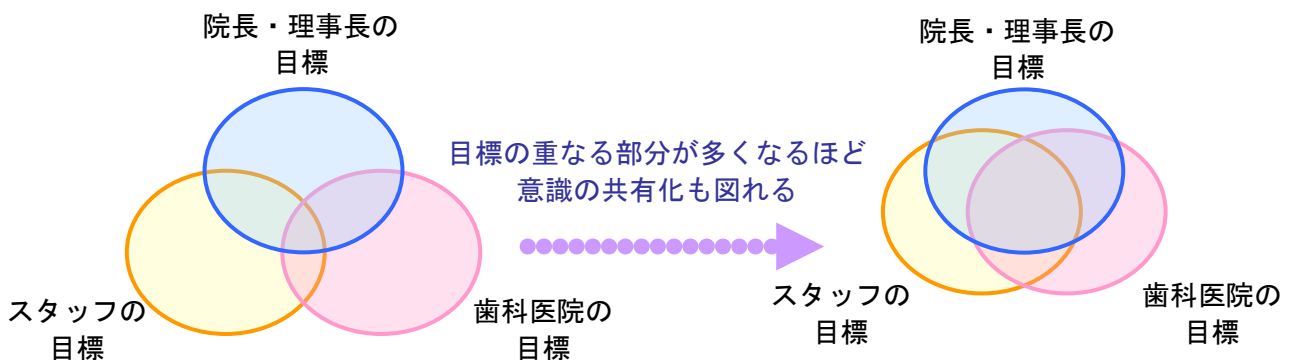 院長・理事長の
目標
スタッフの
目標
歯科医院の
目標
目標の重なる部分が多くなるほど
意識の共有化も図れる
院長・理事長の
目標
スタッフの
目標
歯科医院の
目標